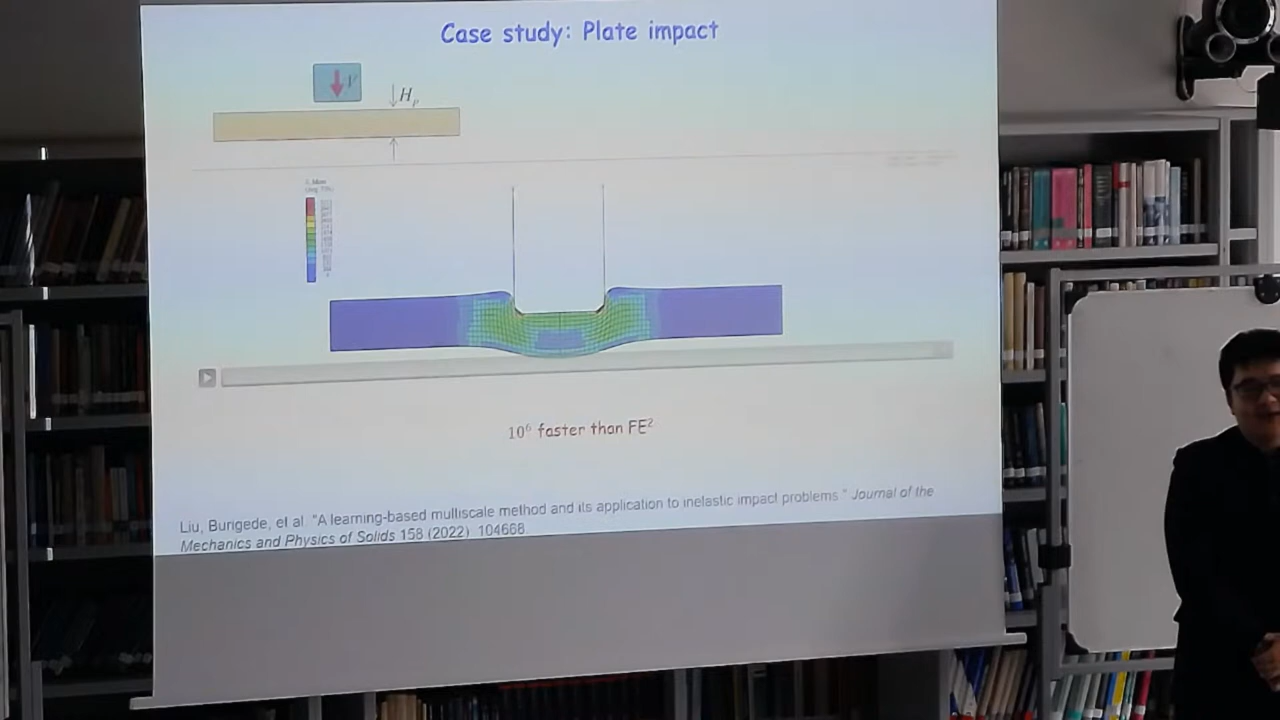 Case study: Plate impact
V
Hₚ
10⁶ faster than FE²
Liu, Burigede, et al. "A learning-based multiscale method and its application to inelastic impact problems." Journal of the
Mechanics and Physics of Solids 158 (2022) 104668